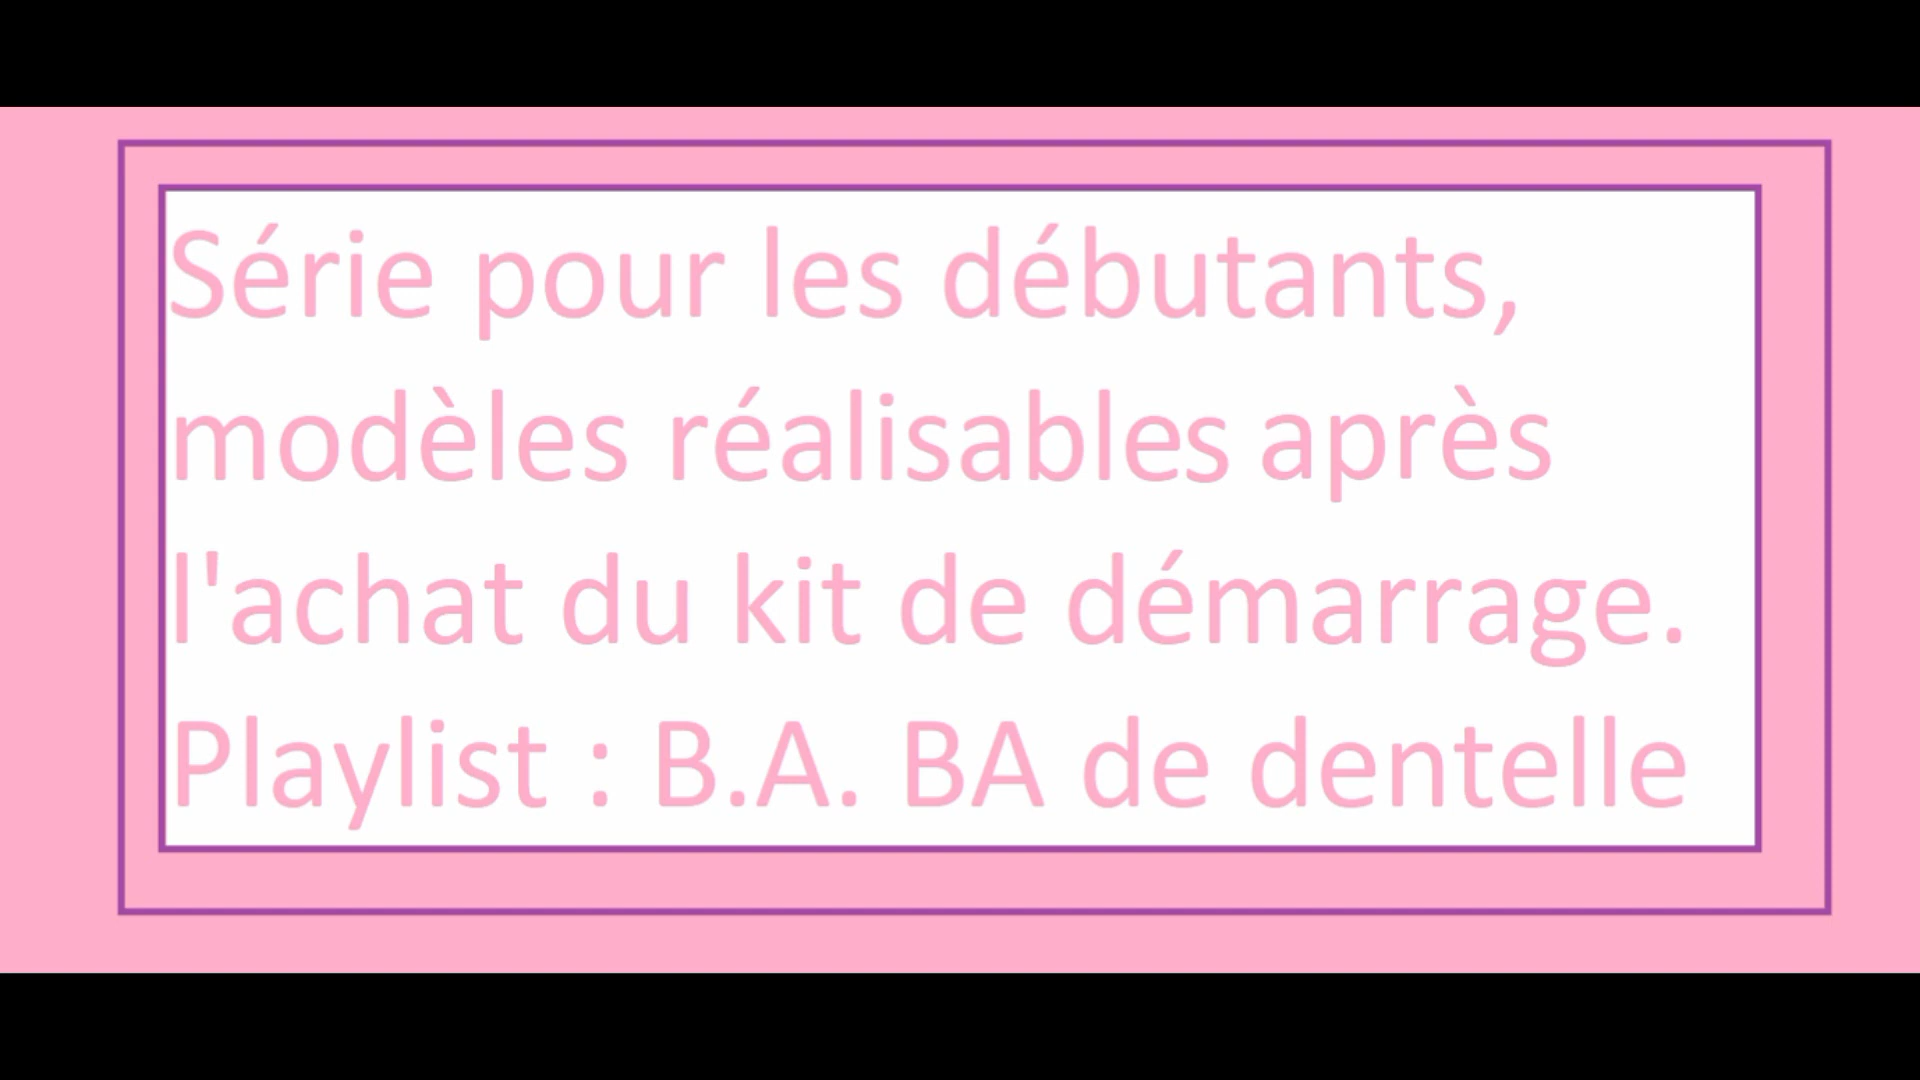 Série pour les débutants,
modèles réalisables après
l'achat du kit de démarrage.
Playlist : B.A. BA de dentelle